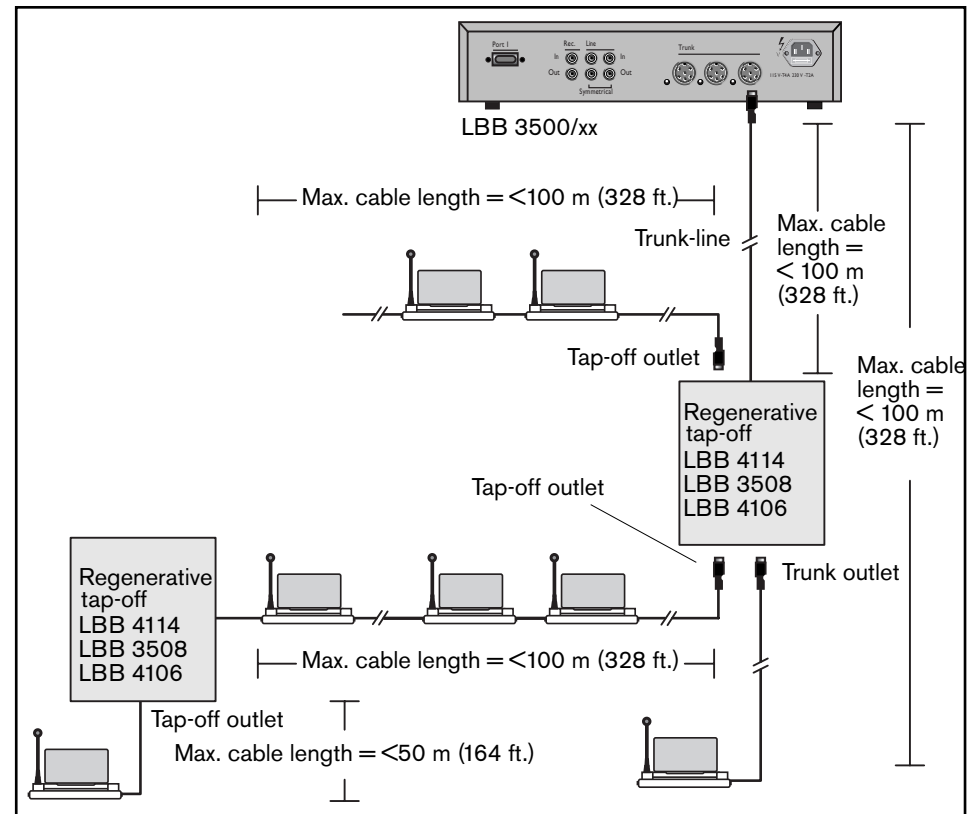 Port 1
Rec. Line
In In
Out Out
Symmetrical
Trunk
LBB 3500/xx
Max. cable length = <100 m (328 ft.)
Trunk-line
Max. cable
length =
< 100 m
(328 ft.)
Tap-off outlet
Max. cable
length =
< 100 m
(328 ft.)
Regenerative
tap-off
LBB 4114
LBB 3508
LBB 4106
Tap-off outlet
Trunk outlet
Regenerative
tap-off
LBB 4114
LBB 3508
LBB 4106
Max. cable length = <100 m (328 ft.)
Tap-off outlet
Max. cable length = <50 m (164 ft.)